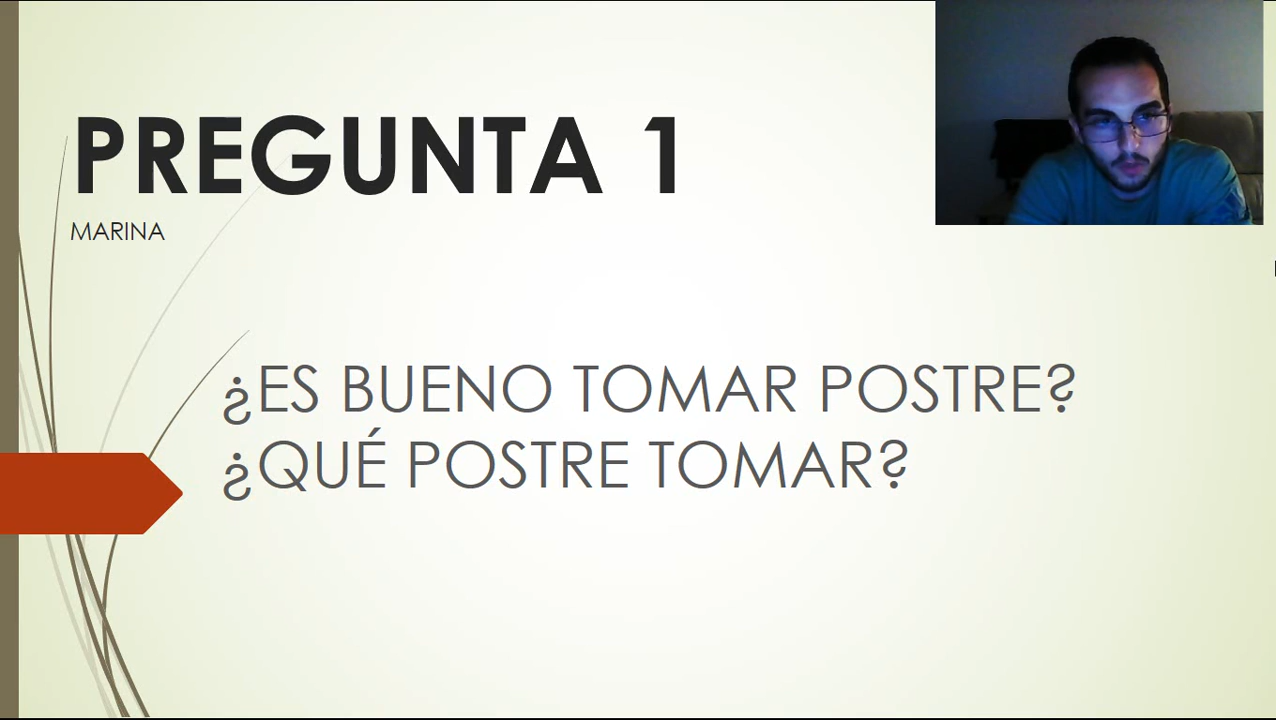 PREGUNTA 1
MARINA
¿ES BUENO TOMAR POSTRE?
¿QUÉ POSTRE TOMAR?